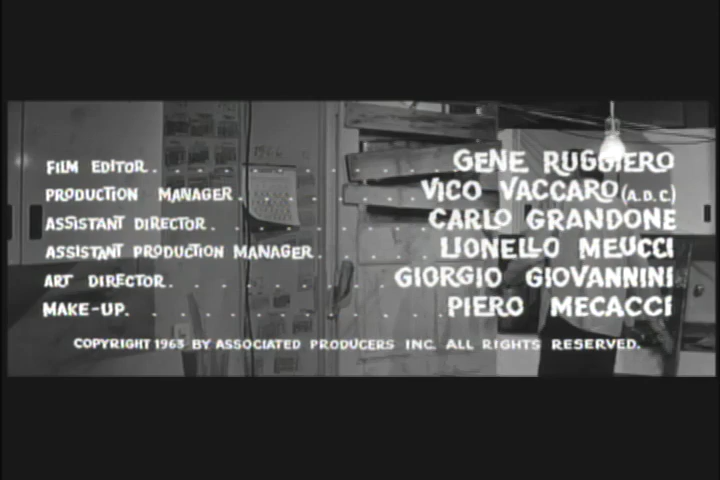 FILM EDITOR. . . . . . . . . . . GENE RUGGIERO
PRODUCTION MANAGER. . . . . . . . VICO VACCARO (A.D.C.)
ASSISTANT DIRECTOR. . . . . . . . . CARLO GRANDONE
ASSISTANT PRODUCTION MANAGER. . . . . LIONELLO MEUCCI
ART DIRECTOR. . . . . . . . . GIORGIO GIOVANNINI
MAKE-UP. . . . . . . . . . . . . PIERO MECACCI
COPYRIGHT 1963 BY ASSOCIATED PRODUCERS INC. ALL RIGHTS RESERVED.